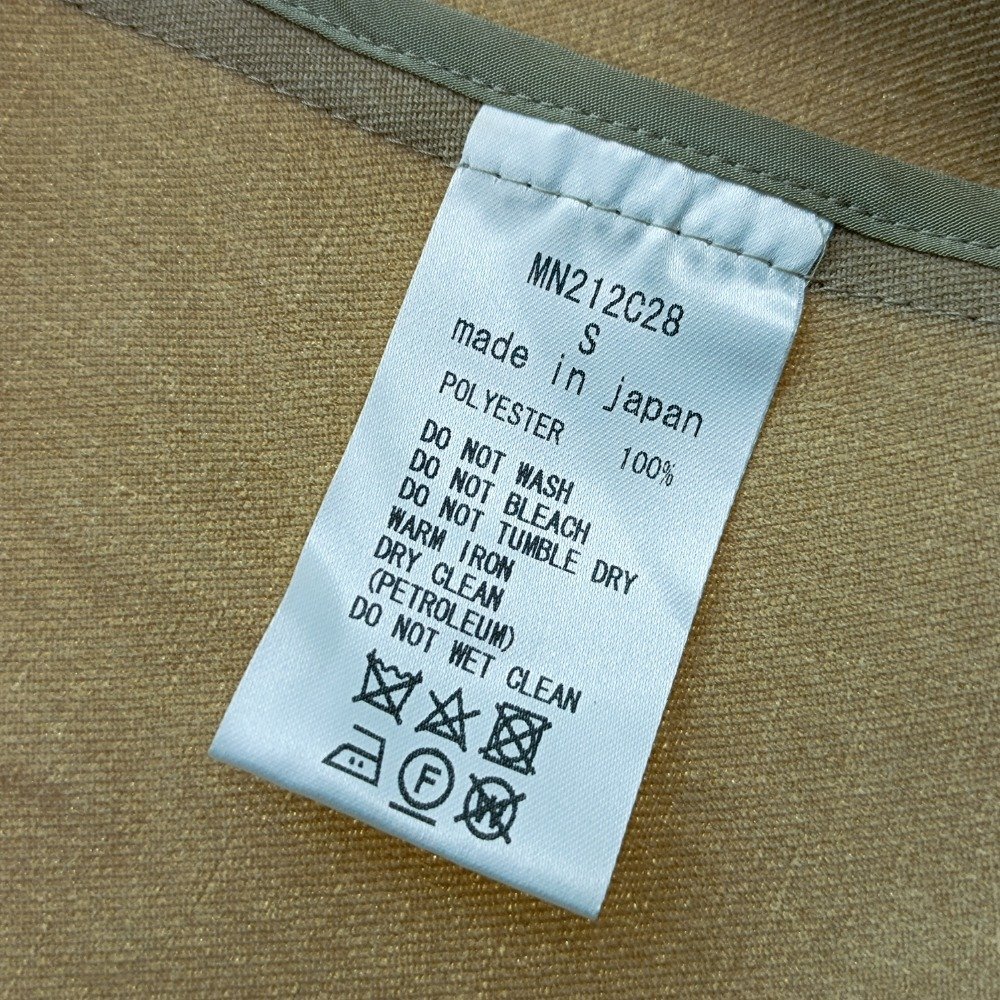 MN212C28
S
made in japan
POLYESTER 100%
DO NOT WASH
DO NOT BLEACH
DO NOT TUMBLE DRY
WARM IRON
DRY CLEAN
(PETROLEUM)
DO NOT WET CLEAN
F W